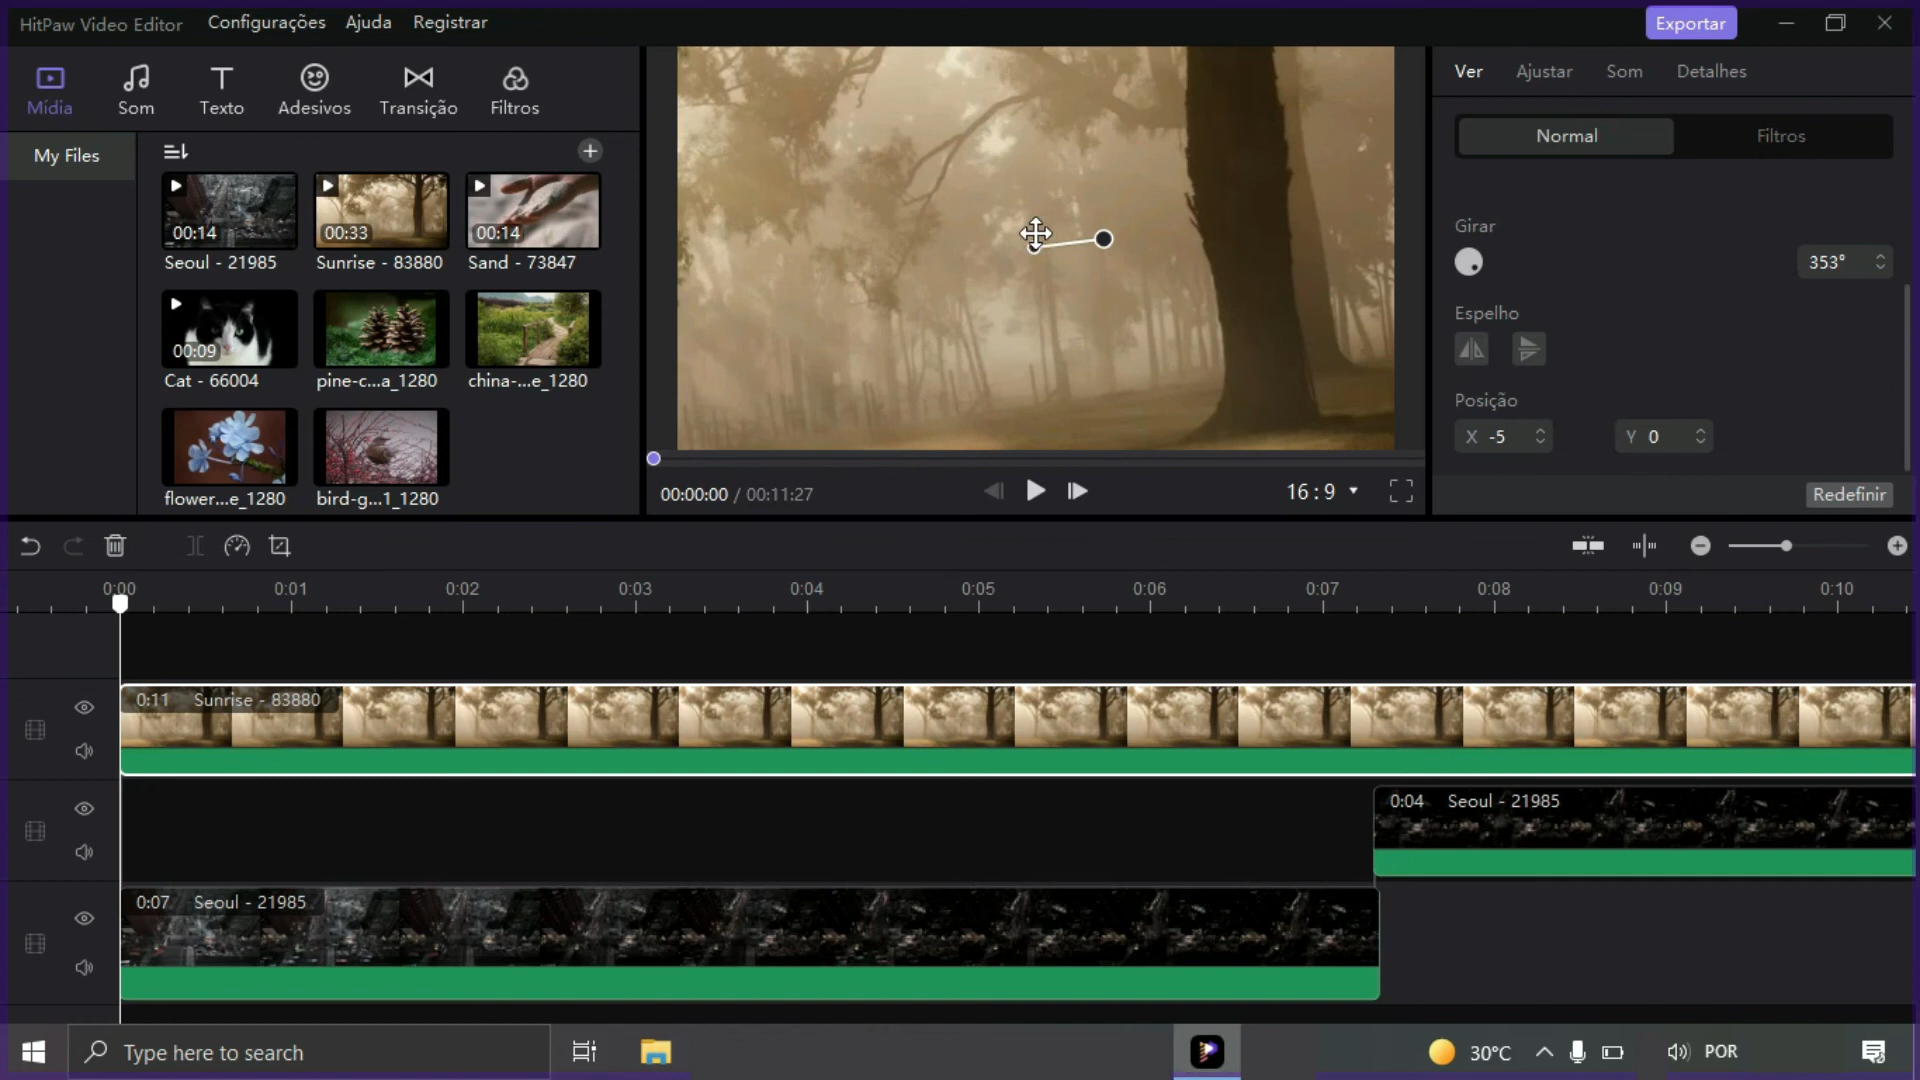 HitPaw Video Editor Configurações Ajuda Registrar Exportar
Mídia Som Texto Adesivos Transição Filtros
My Files
00:14 00:33 00:14
Seoul - 21985 Sunrise - 83880 Sand - 73847
00:09
Cat - 66004 pine-c...a_1280 china-...e_1280
flower...e_1280 bird-g...1_1280
00:00:00 / 00:11:27 16 : 9
Ver Ajustar Som Detalhes
Normal Filtros
Girar
353°
Espelho
Posição
X -5 Y 0
Redefinir
0:00 0:01 0:02 0:03 0:04 0:05 0:06 0:07 0:08 0:09 0:10
0:11 Sunrise - 83880
0:04 Seoul - 21985
0:07 Seoul - 21985
Type here to search 30°C POR